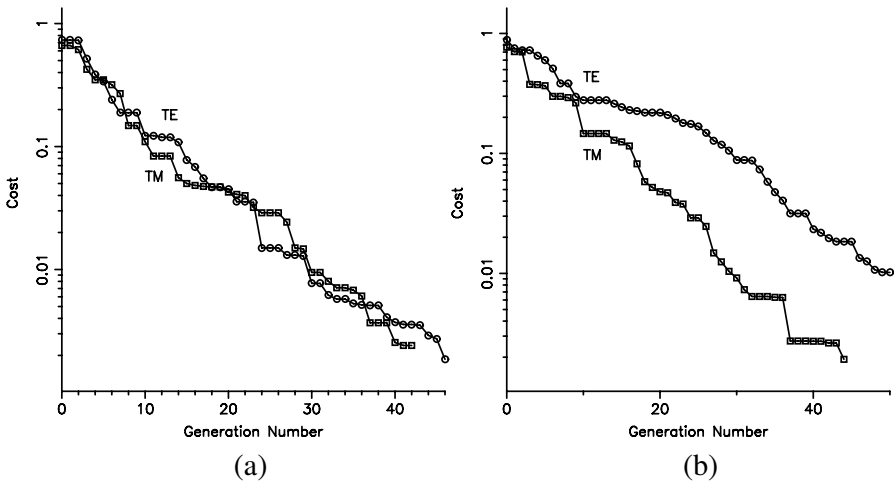 1
0.1
0.01
Cost
TE
TM
0 10 20 30 40
Generation Number
(a)
1
0.1
0.01
Cost
TE
TM
0 20 40
Generation Number
(b)